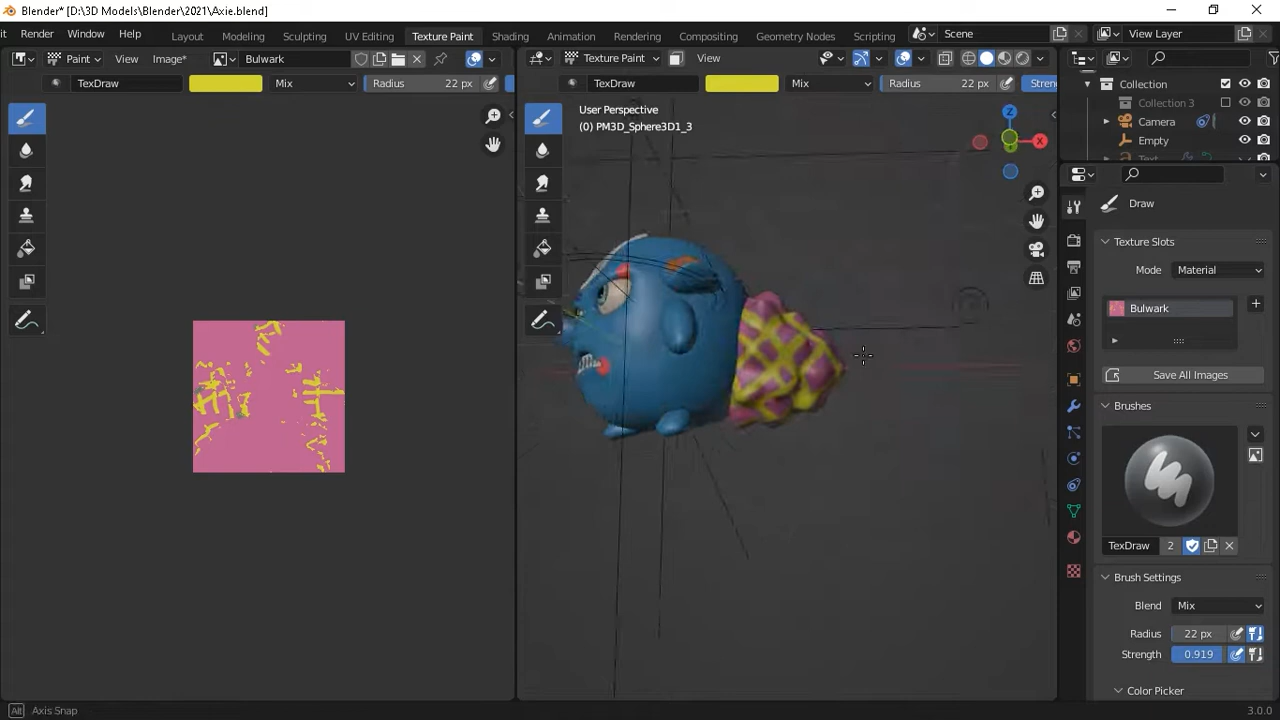 Blender* [D:\3D Models\Blender\2021\Axie.blend]
it Render Window Help Layout Modeling Sculpting UV Editing Texture Paint Shading Animation Rendering Compositing Geometry Nodes Scripting Scene View Layer
Paint View Image* Bulwark Texture Paint View
TexDraw Mix Radius 22 px TexDraw Mix Radius 22 px Stren
Collection
Collection 3
Camera
Empty
Text
User Perspective
(0) PM3D_Sphere3D1_3
Z
X
Draw
Texture Slots
Mode Material
Bulwark
Save All Images
Brushes
TexDraw 2
Brush Settings
Blend Mix
Radius 22 px
Strength 0.919
Color Picker
Alt Axis Snap 3.0.0